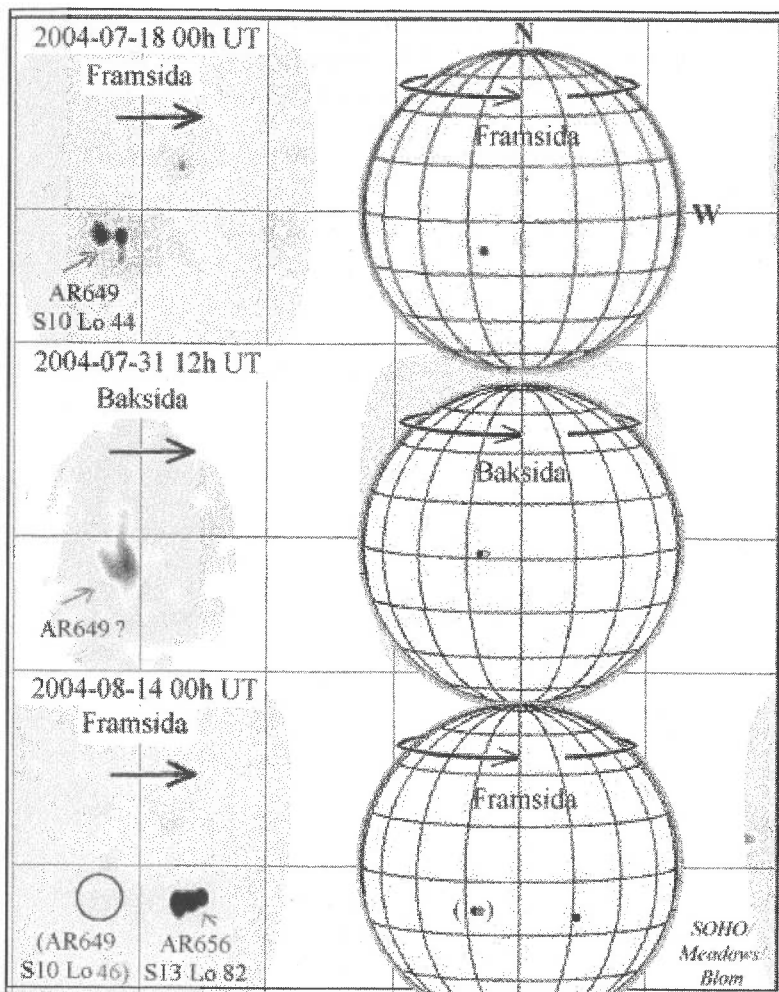 2004-07-18 00h UT
Framsida
AR649
S10 Lo 44
N
Framsida
W
2004-07-31 12h UT
Baksida
AR649 ?
Baksida
2004-08-14 00h UT
Framsida
(AR649
S10 Lo 46)
AR656
S13 Lo 82
Framsida
( )
SOHO/
Meadows/
Blom